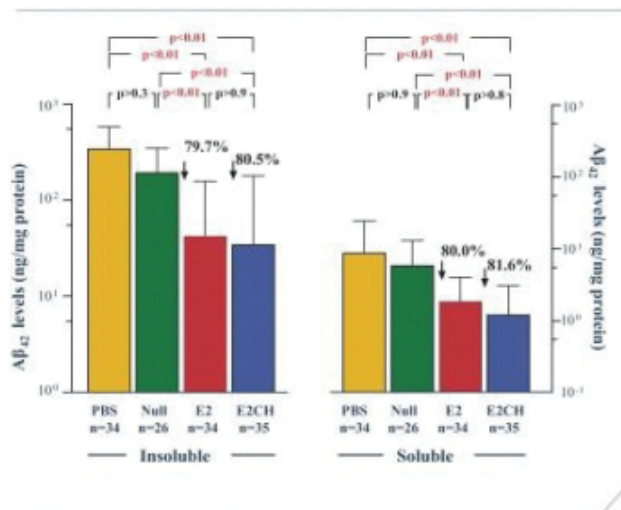 p<0.01
p<0.01
p<0.01
p>0.3 p<0.01 p>0.9
p<0.01
p<0.01
p<0.01
p>0.9 p<0.01 p>0.8
Aβ42 levels (ng/mg protein)
10³
10²
10¹
10⁰
79.7%
80.5%
80.0%
81.6%
10³
10²
10¹
10⁰
10⁻¹
Aβ42 levels (ng/mg protein)
PBS Null E2 E2CH
n=34 n=26 n=34 n=35
Insoluble
PBS Null E2 E2CH
n=34 n=26 n=34 n=35
Soluble